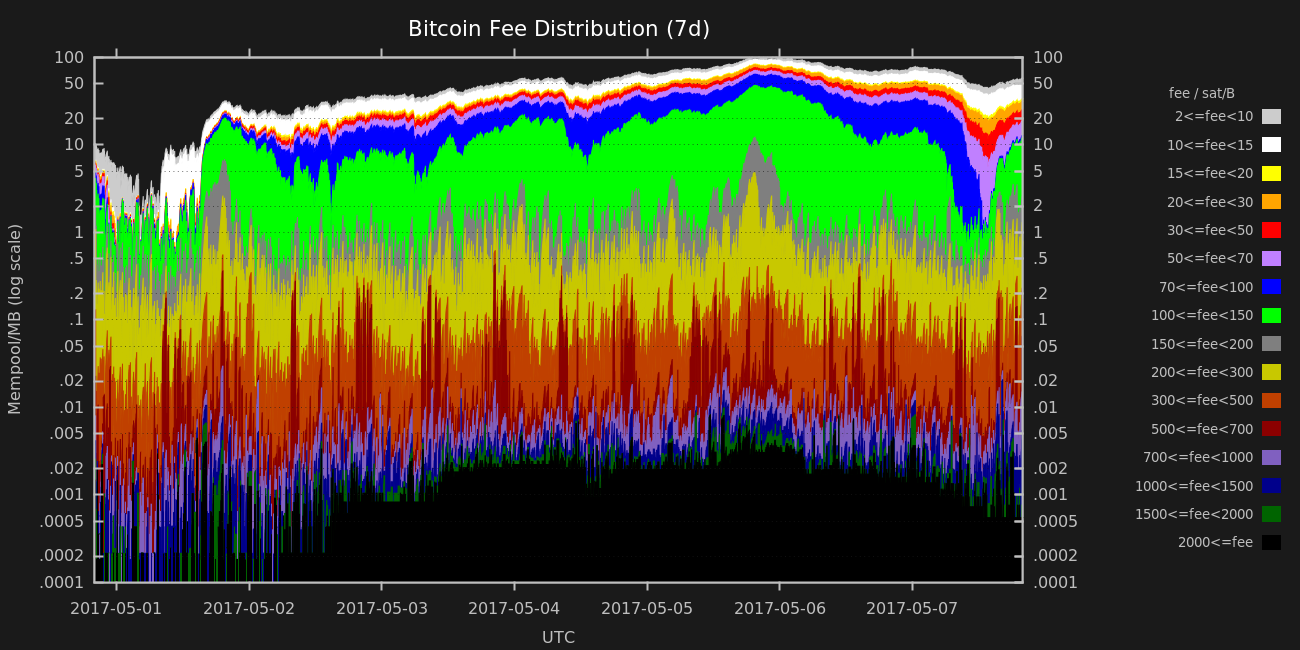 Bitcoin Fee Distribution (7d)
Mempool/MB (log scale)
100
50
20
10
5
2
1
.5
.2
.1
.05
.02
.01
.005
.002
.001
.0005
.0002
.0001
100
50
20
10
5
2
1
.5
.2
.1
.05
.02
.01
.005
.002
.001
.0005
.0002
.0001
2017-05-01 2017-05-02 2017-05-03 2017-05-04 2017-05-05 2017-05-06 2017-05-07
UTC
fee / sat/B
2<=fee<10
10<=fee<15
15<=fee<20
20<=fee<30
30<=fee<50
50<=fee<70
70<=fee<100
100<=fee<150
150<=fee<200
200<=fee<300
300<=fee<500
500<=fee<700
700<=fee<1000
1000<=fee<1500
1500<=fee<2000
2000<=fee